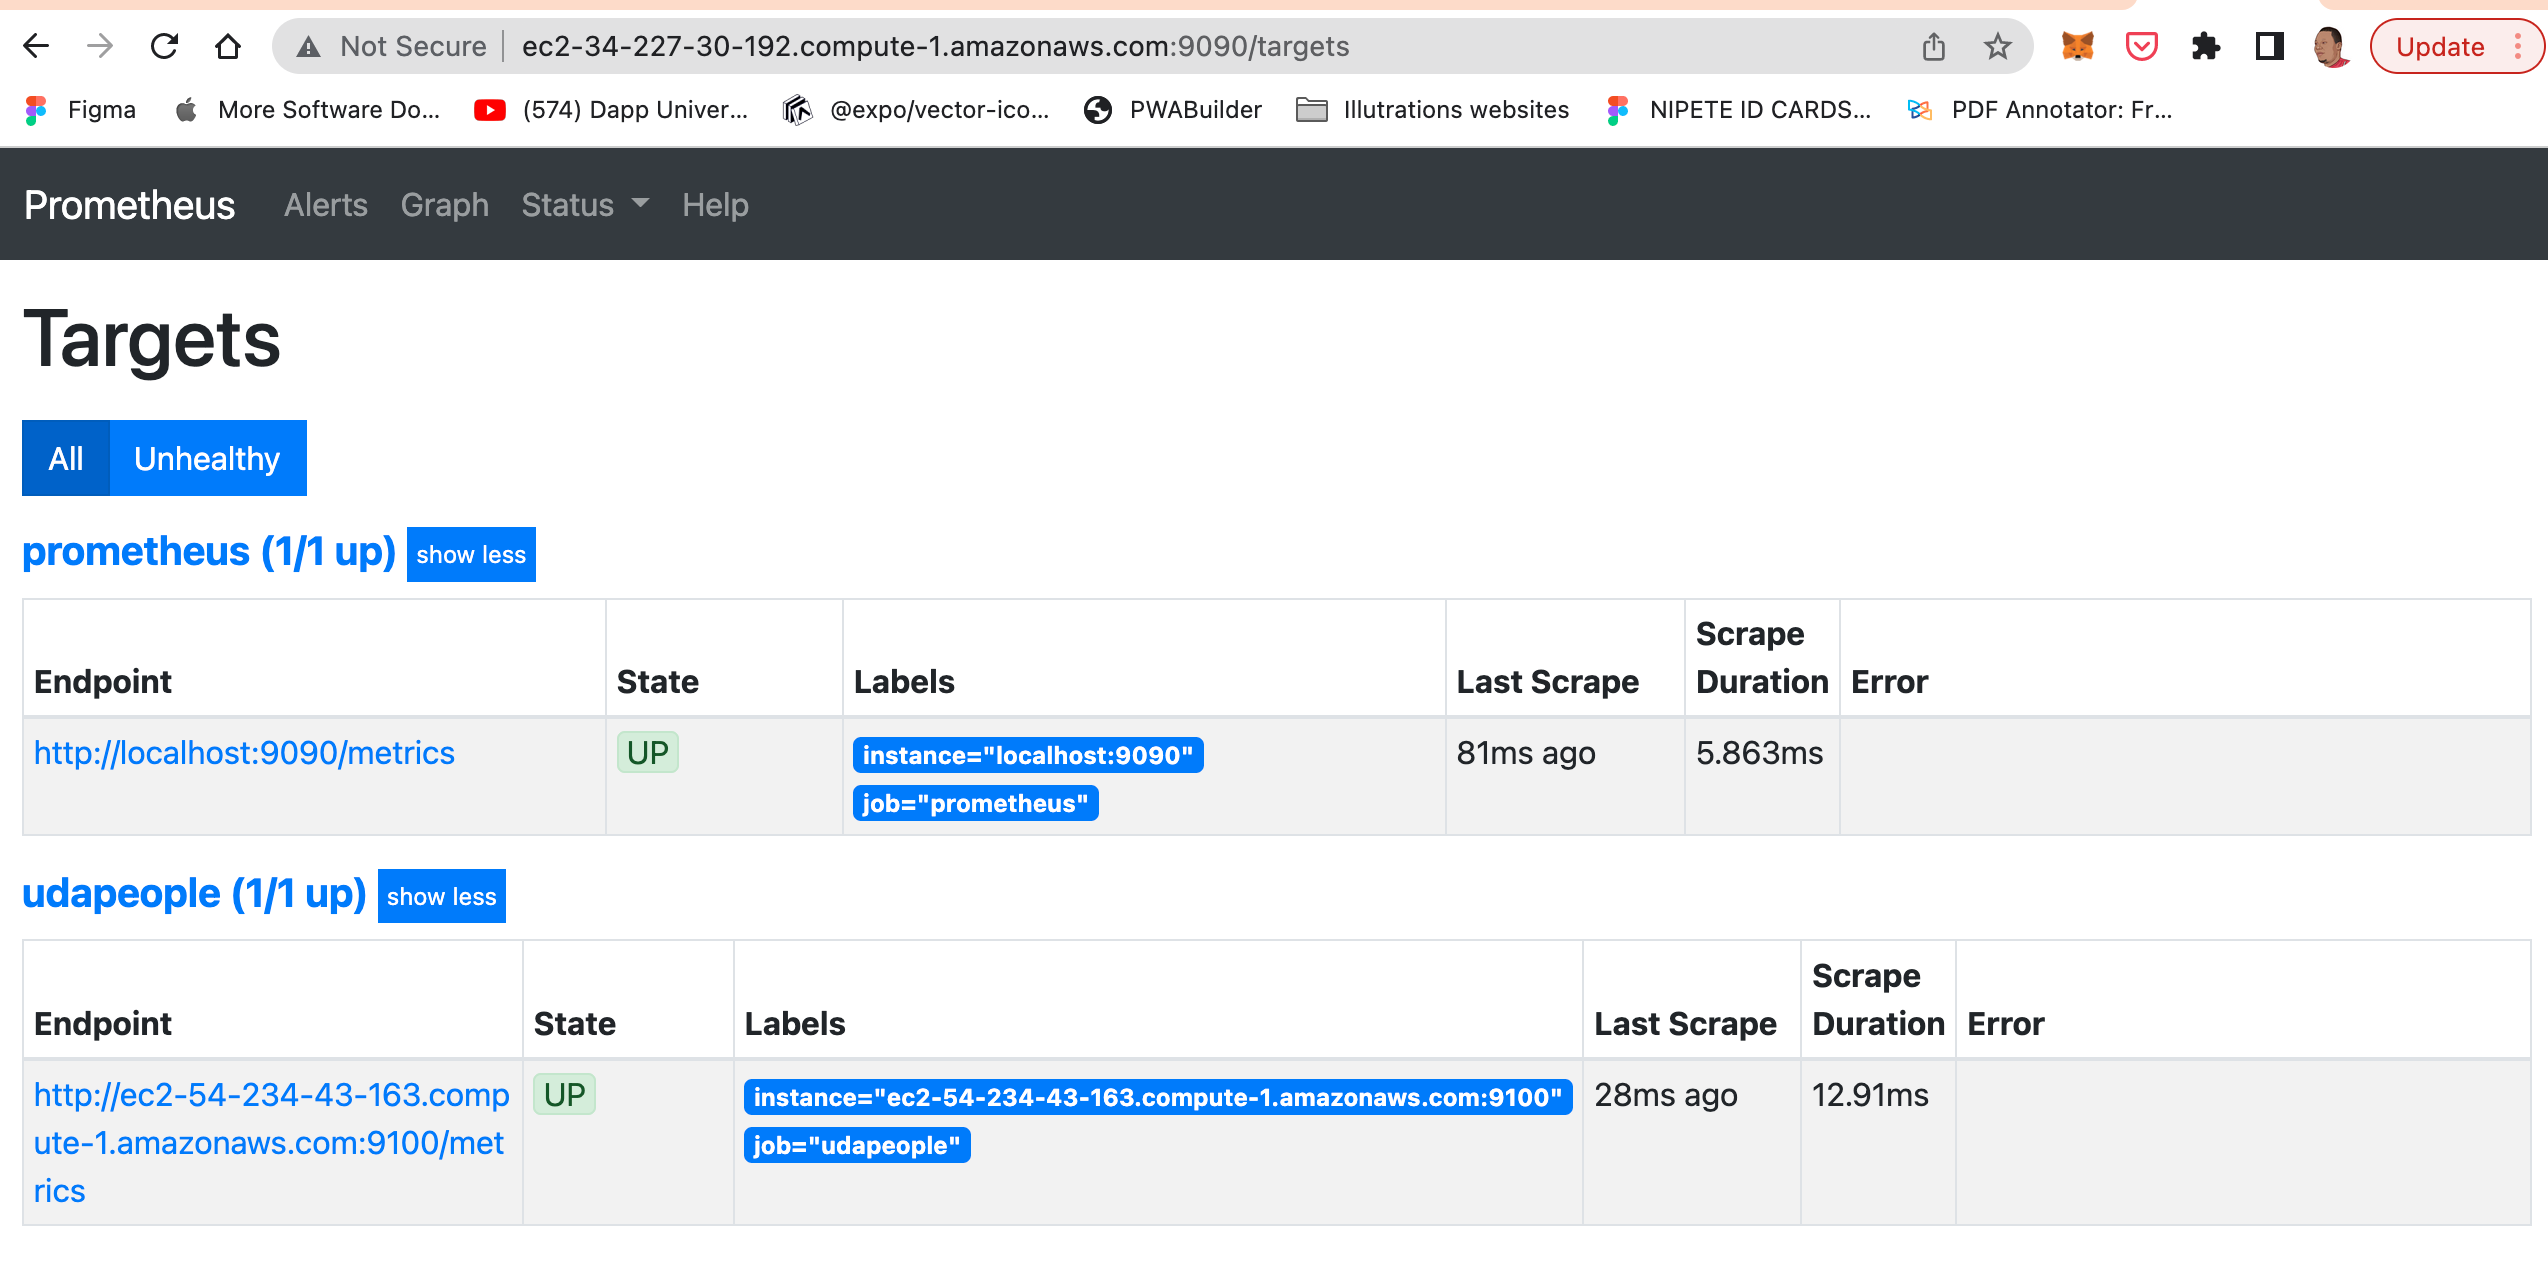 Not Secure ec2-34-227-30-192.compute-1.amazonaws.com:9090/targets Update
Figma More Software Do... (574) Dapp Univer... @expo/vector-ico... PWABuilder Illutrations websites NIPETE ID CARDS... PDF Annotator: Fr...
Prometheus Alerts Graph Status Help
Targets
All Unhealthy
prometheus (1/1 up) show less
Endpoint State Labels Last Scrape Scrape Duration Error
http://localhost:9090/metrics UP instance="localhost:9090" 81ms ago 5.863ms
job="prometheus"
udapeople (1/1 up) show less
Endpoint State Labels Last Scrape Scrape Duration Error
http://ec2-54-234-43-163.comp UP instance="ec2-54-234-43-163.compute-1.amazonaws.com:9100" 28ms ago 12.91ms
ute-1.amazonaws.com:9100/met job="udapeople"
rics